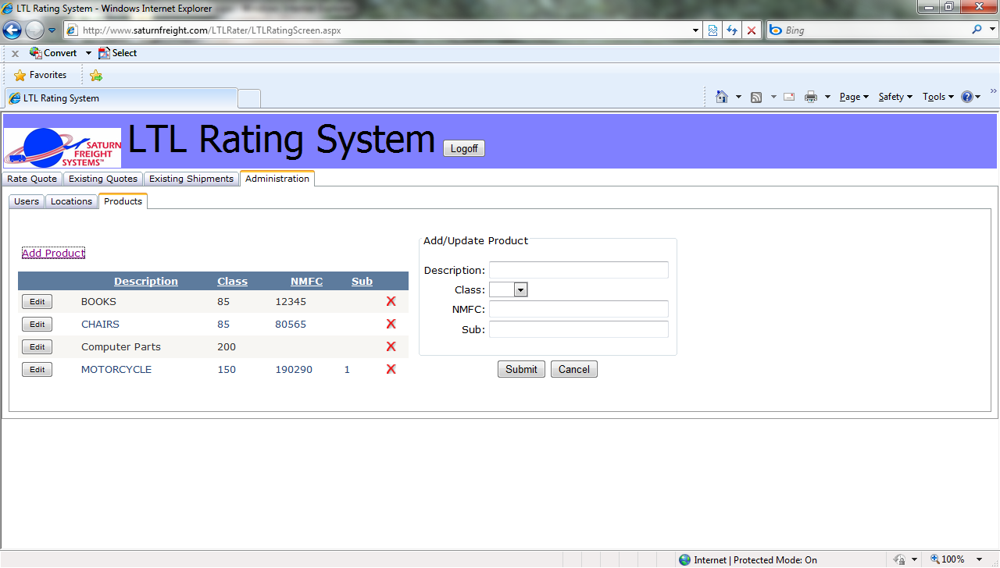 LTL Rating System - Windows Internet Explorer
http://www.saturnfreight.com/LTLRater/LTLRatingScreen.aspx
Bing
x Convert Select
Favorites
LTL Rating System
Page Safety Tools
SATURN
FREIGHT
SYSTEMS™
LTL Rating System
Logoff
Rate Quote Existing Quotes Existing Shipments Administration
Users Locations Products
Add Product
Description Class NMFC Sub
Edit BOOKS 85 12345 X
Edit CHAIRS 85 80565 X
Edit Computer Parts 200 X
Edit MOTORCYCLE 150 190290 1 X
Add/Update Product
Description:
Class:
NMFC:
Sub:
Submit Cancel
Internet | Protected Mode: On
100%